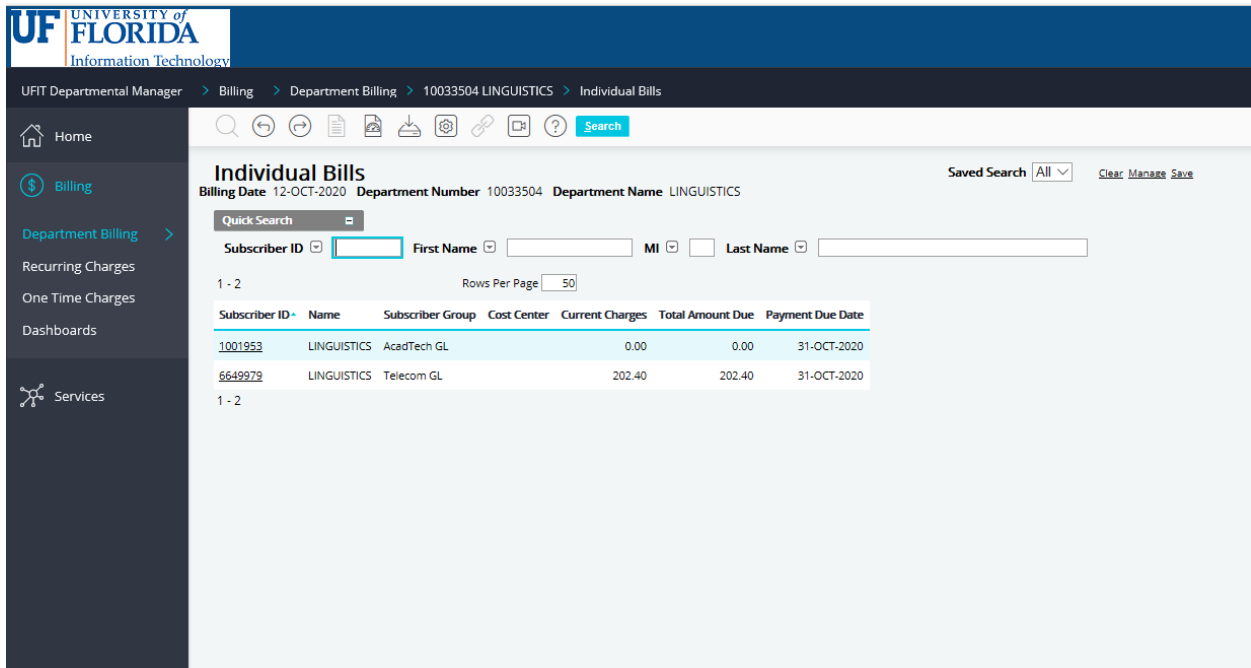 UF UNIVERSITY of
FLORIDA
Information Technology
UFIT Departmental Manager > Billing > Department Billing > 10033504 LINGUISTICS > Individual Bills
Home
Search
Billing
Department Billing >
Recurring Charges
One Time Charges
Dashboards
Services
Individual Bills
Saved Search All Clear Manage Save
Billing Date 12-OCT-2020 Department Number 10033504 Department Name LINGUISTICS
Quick Search
Subscriber ID First Name MI Last Name
1 - 2 Rows Per Page 50
Subscriber ID Name Subscriber Group Cost Center Current Charges Total Amount Due Payment Due Date
1001953 LINGUISTICS AcadTech GL 0.00 0.00 31-OCT-2020
6649979 LINGUISTICS Telecom GL 202.40 202.40 31-OCT-2020
1 - 2